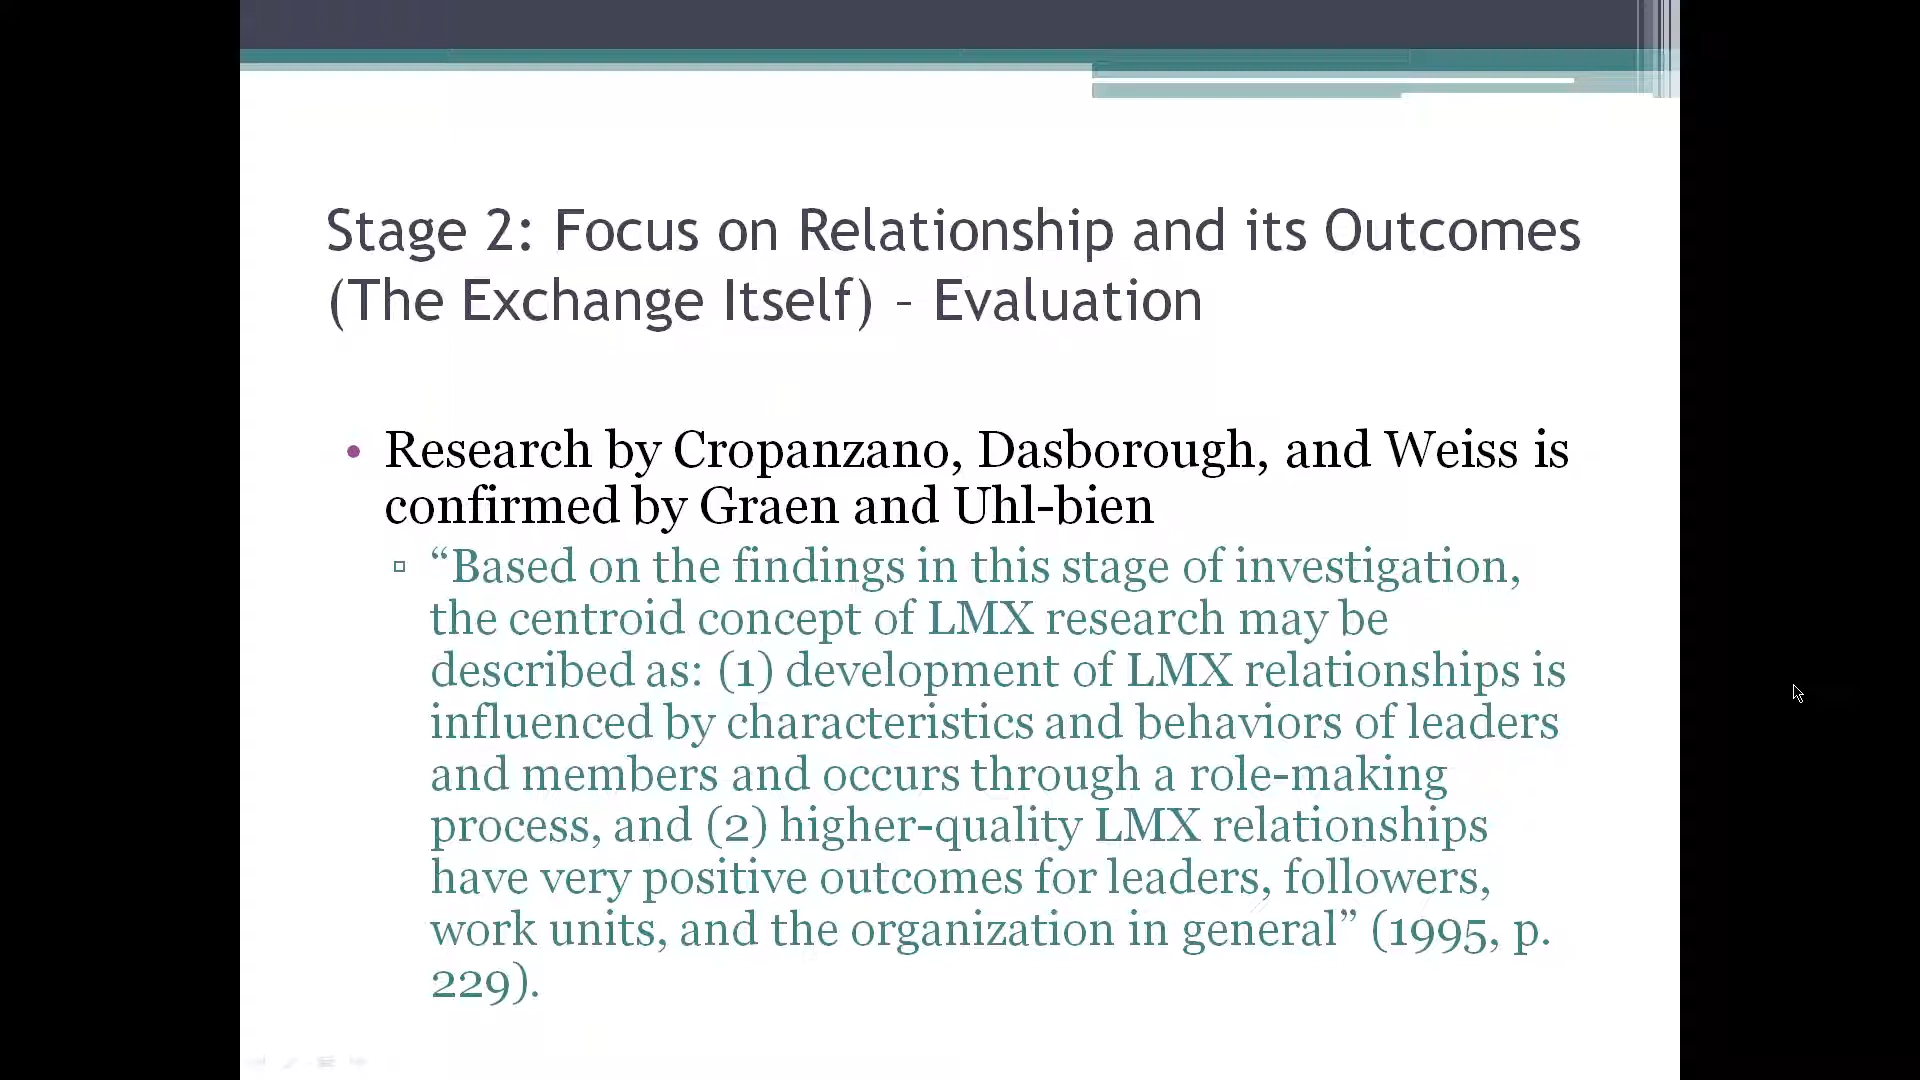 Stage 2: Focus on Relationship and its Outcomes
(The Exchange Itself) – Evaluation
Research by Cropanzano, Dasborough, and Weiss is
confirmed by Graen and Uhl-bien
“Based on the findings in this stage of investigation,
the centroid concept of LMX research may be
described as: (1) development of LMX relationships is
influenced by characteristics and behaviors of leaders
and members and occurs through a role-making
process, and (2) higher-quality LMX relationships
have very positive outcomes for leaders, followers,
work units, and the organization in general” (1995, p.
229).